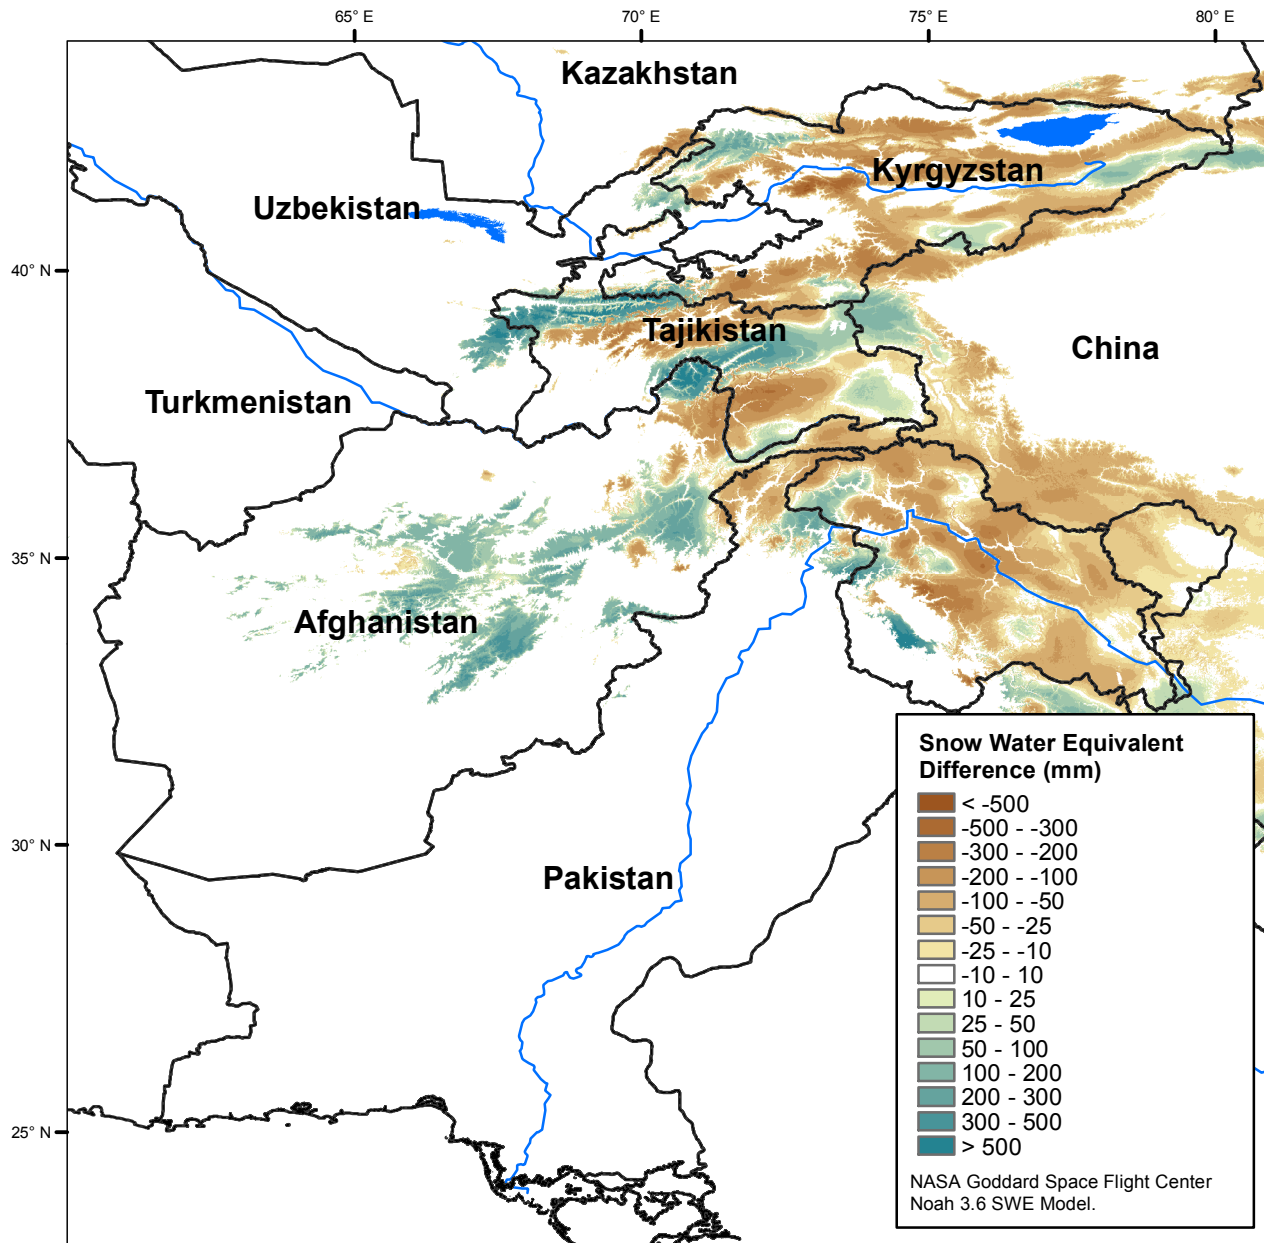 65° E
70° E
75° E
80° E
Kazakhstan
Kyrgyzstan
Uzbekistan
40° N
Tajikistan
China
Turkmenistan
35° N
Afghanistan
Snow Water Equivalent
Difference (mm)
< -500
-500 - -300
-300 - -200
-200 - -100
-100 - -50
-50 - -25
-25 - -10
-10 - 10
10 - 25
25 - 50
50 - 100
100 - 200
200 - 300
300 - 500
> 500
30° N
Pakistan
25° N
NASA Goddard Space Flight Center
Noah 3.6 SWE Model.